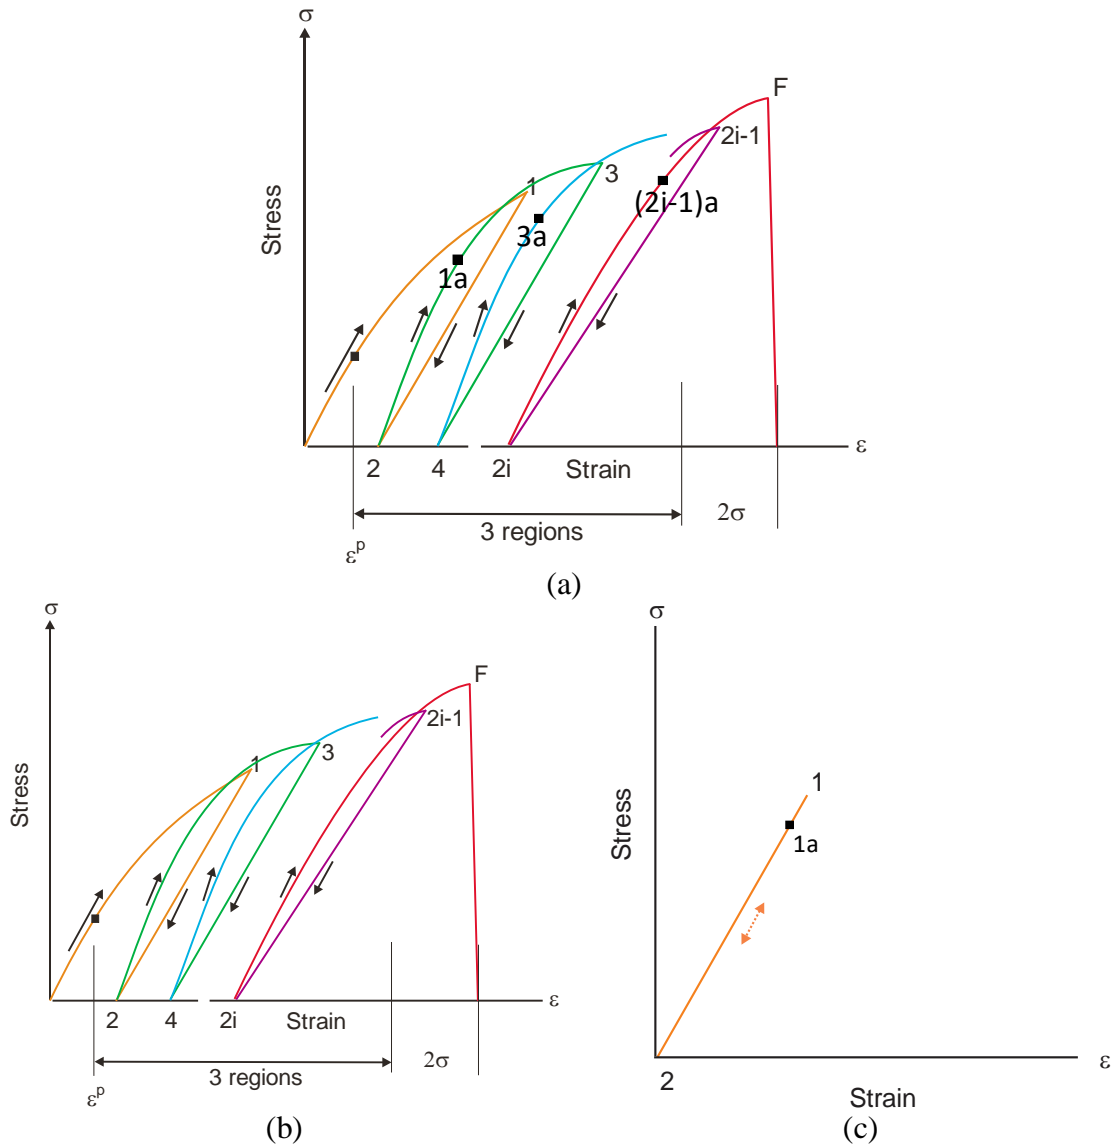 σ
F
2i-1
1
3
(2i-1)a
3a
1a
Stress
ε
2
4
2i
Strain
2σ
3 regions
εᵖ
(a)
σ
F
2i-1
1
3
Stress
ε
2
4
2i
Strain
2σ
3 regions
εᵖ
(b)
σ
1
1a
Stress
ε
2
Strain
(c)